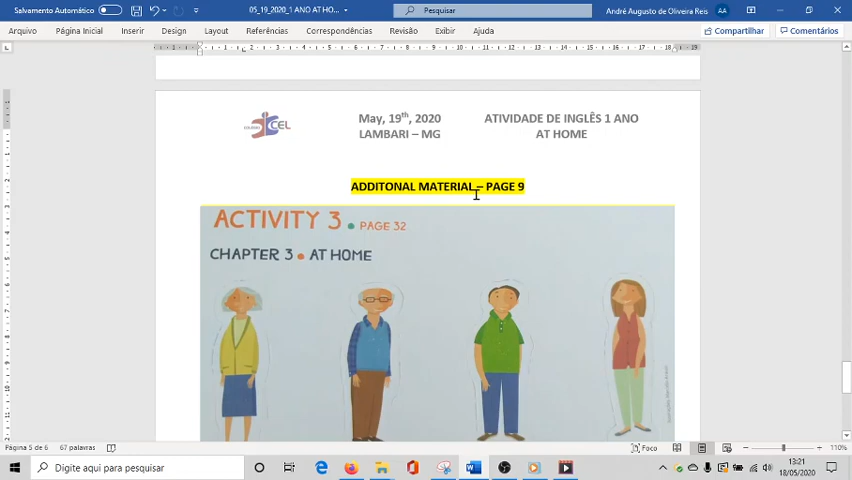 Salvamento Automático
05_19_2020_1 ANO AT HO...
Pesquisar
André Augusto de Oliveira Reis
AA
Arquivo Página Inicial Inserir Design Layout Referências Correspondências Revisão Exibir Ajuda
Compartilhar Comentários
May, 19th, 2020
LAMBARI – MG
ATIVIDADE DE INGLÊS 1 ANO
AT HOME
CEL
ADDITONAL MATERIAL – PAGE 9
ACTIVITY 3 • PAGE 32
CHAPTER 3 • AT HOME
Página 5 de 6 67 palavras
Foco
110%
Digite aqui para pesquisar
13:21
18/05/2020